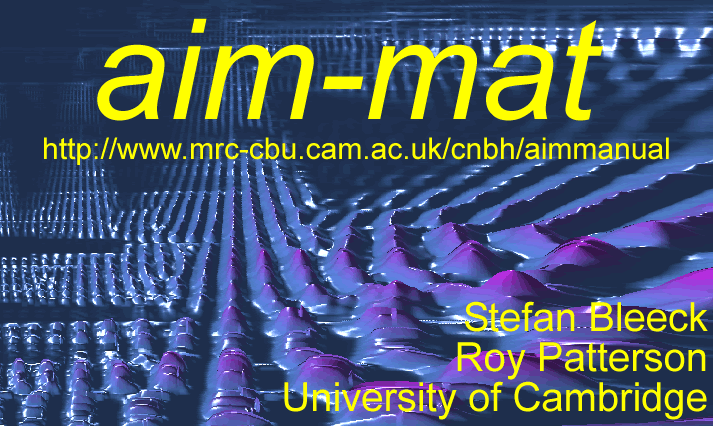 aim-mat
http://www.mrc-cbu.cam.ac.uk/cnbh/aimmanual
Stefan Bleeck
Roy Patterson
University of Cambridge